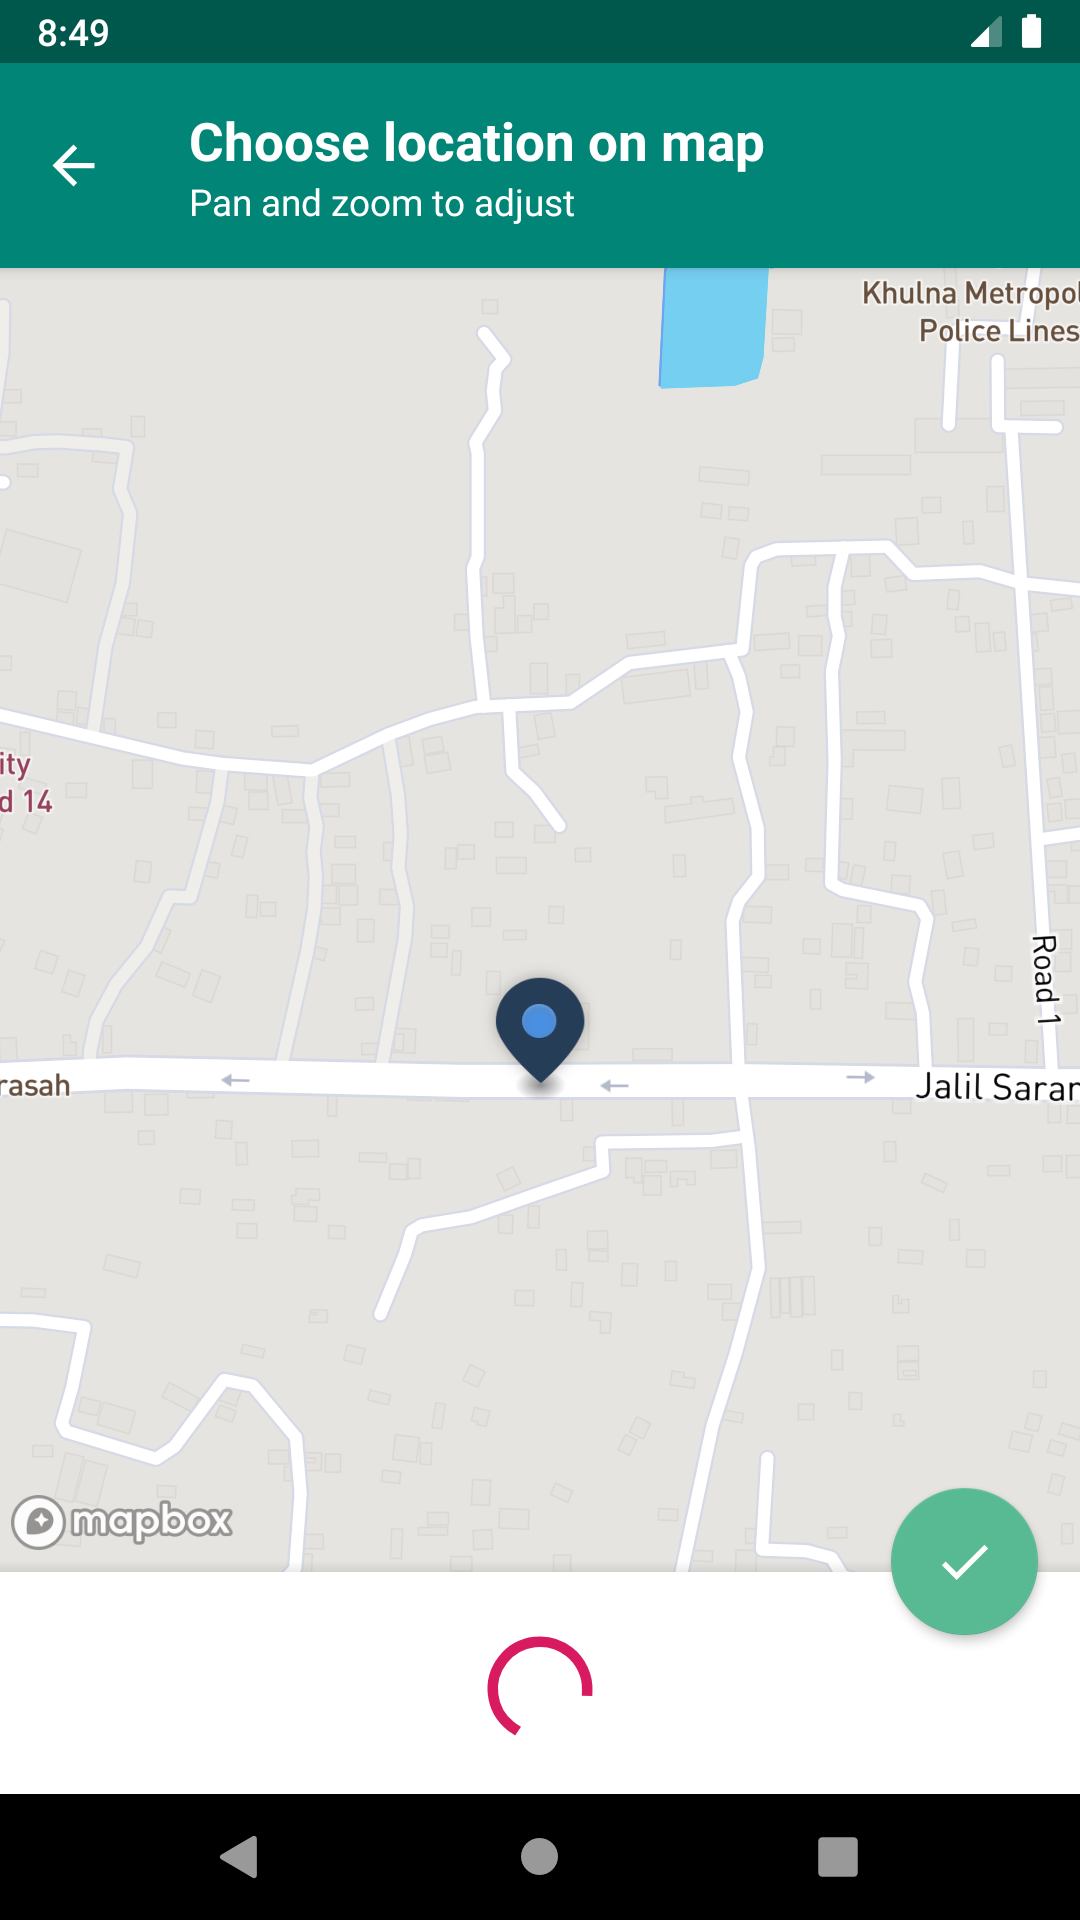 8:49
Choose location on map
Pan and zoom to adjust
Khulna Metropol
Police Lines
ity
d 14
Road 1
rasah
Jalil Saran
mapbox